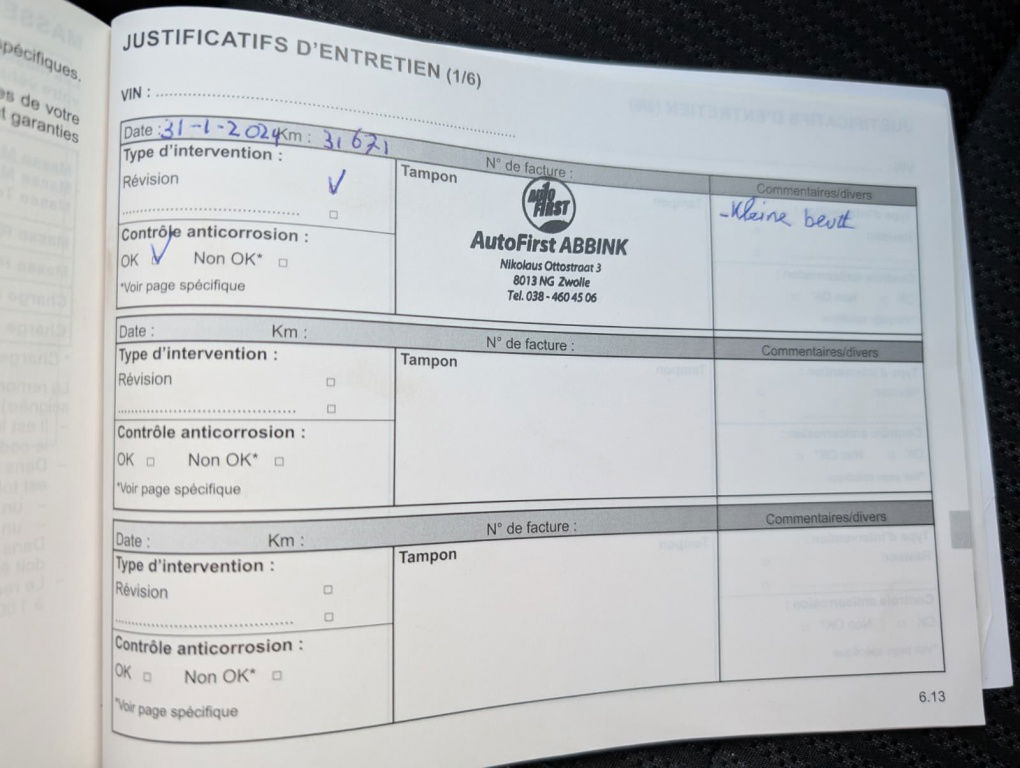 pécifiques.
es de votre
t garanties
JUSTIFICATIFS D'ENTRETIEN (1/6)
VIN : ..........................................................................
Date : 31-1-2024 Km : 31671 N° de facture : Commentaires/divers
Type d'intervention :
Révision
Contrôle anticorrosion :
OK Non OK*
*Voir page spécifique
Tampon
AUTO
FIRST
AutoFirst ABBINK
Nikolaus Ottostraat 3
8013 NG Zwolle
Tel. 038 - 460 45 06
- Kleine beurt
Date : Km : N° de facture : Commentaires/divers
Type d'intervention :
Révision
Contrôle anticorrosion :
OK Non OK*
*Voir page spécifique
Tampon
Date : Km : N° de facture : Commentaires/divers
Type d'intervention :
Révision
Contrôle anticorrosion :
OK Non OK*
*Voir page spécifique
Tampon
6.13